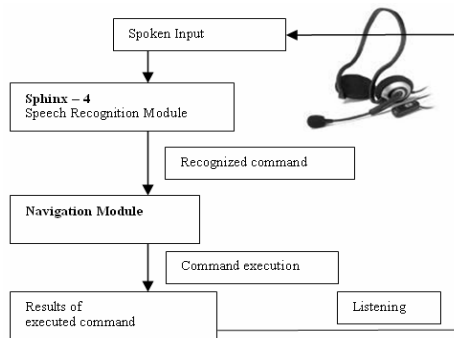 Spoken Input
Sphinx – 4
Speech Recognition Module
Recognized command
Navigation Module
Command execution
Results of
executed command
Listening